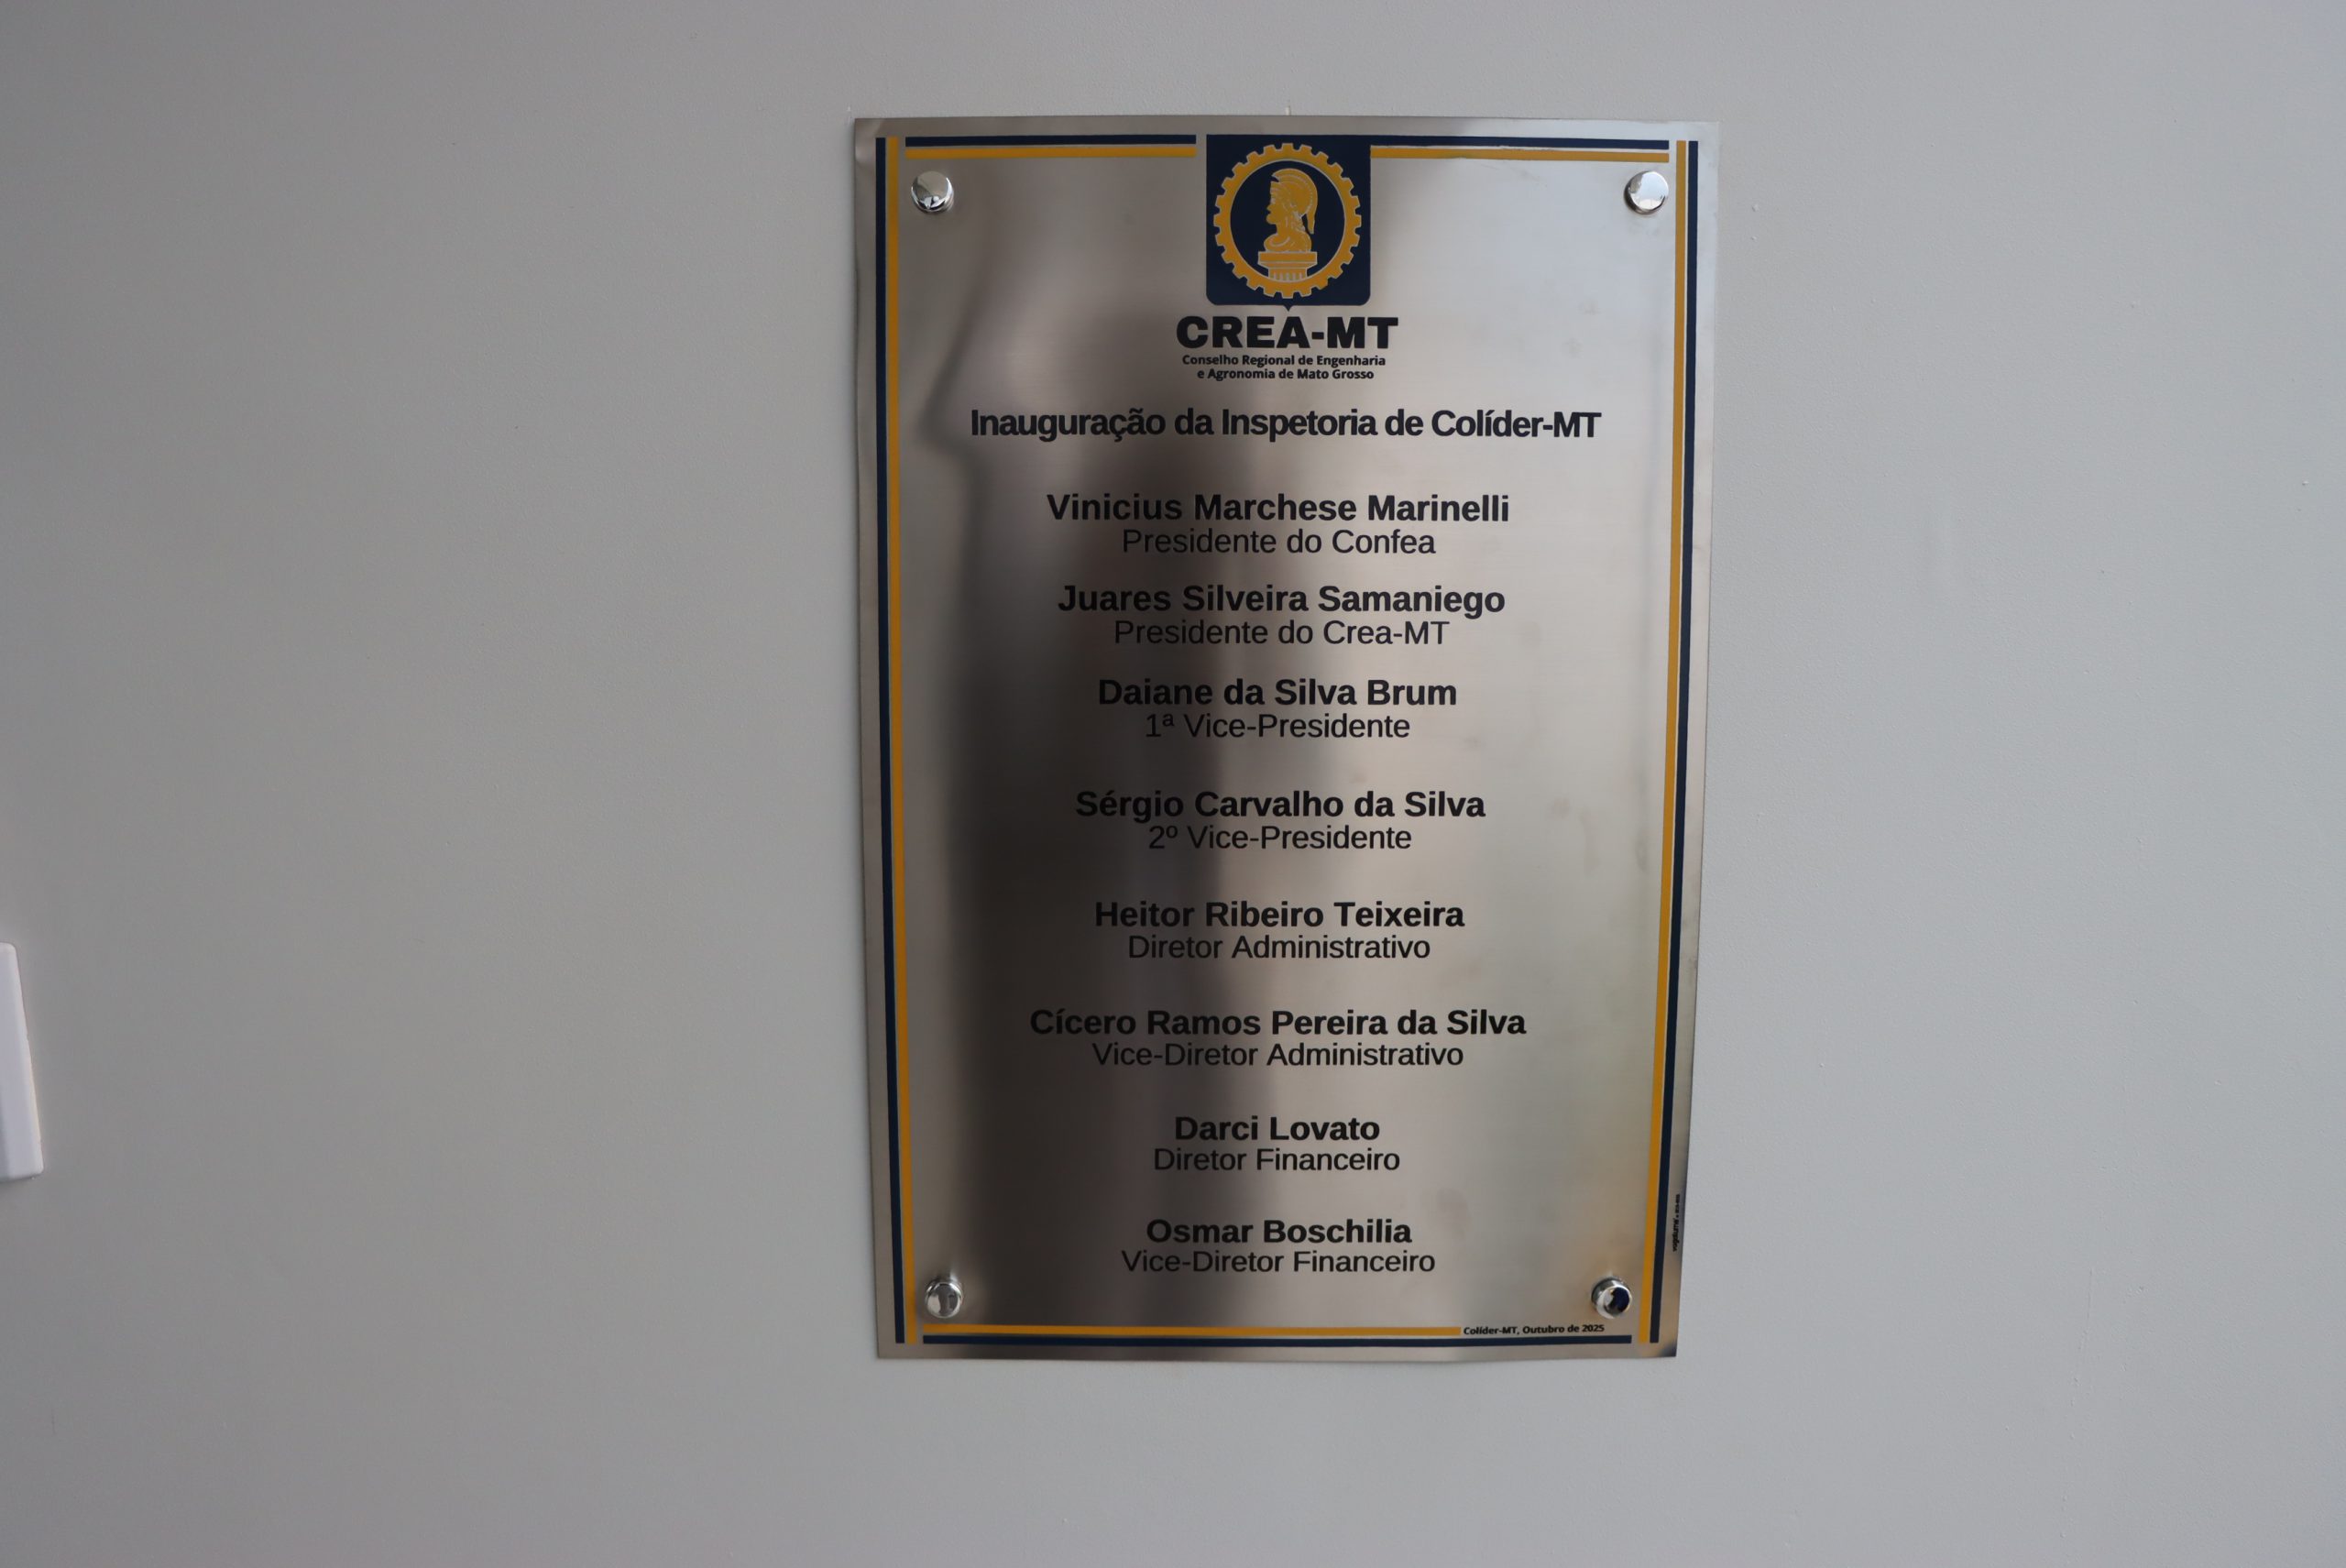 CREA-MT
Conselho Regional de Engenharia
e Agronomia de Mato Grosso
Inauguração da Inspetoria de Colíder-MT
Vinicius Marchese Marinelli
Presidente do Confea
Juares Silveira Samaniego
Presidente do Crea-MT
Daiane da Silva Brum
1ª Vice-Presidente
Sérgio Carvalho da Silva
2º Vice-Presidente
Heitor Ribeiro Teixeira
Diretor Administrativo
Cícero Ramos Pereira da Silva
Vice-Diretor Administrativo
Darci Lovato
Diretor Financeiro
Osmar Boschilia
Vice-Diretor Financeiro
Colíder-MT, Outubro de 2025